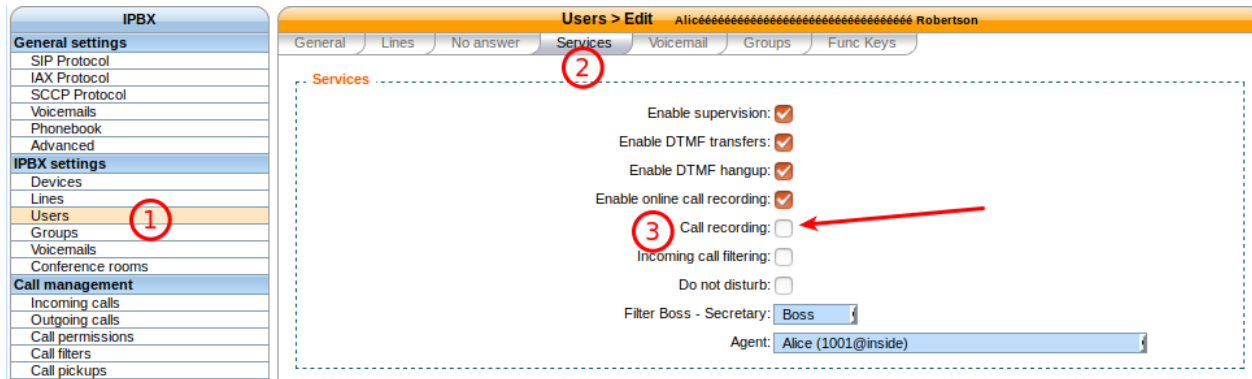 IPBX
General settings
SIP Protocol
IAX Protocol
SCCP Protocol
Voicemails
Phonebook
Advanced
IPBX settings
Devices
Lines
Users
Groups
Voicemails
Conference rooms
Call management
Incoming calls
Outgoing calls
Call permissions
Call filters
Call pickups
1
Users > Edit Alicééééééééééééééééééééééééééééééééé Robertson
General Lines No answer Services Voicemail Groups Func Keys
2
Services
Enable supervision:
Enable DTMF transfers:
Enable DTMF hangup:
Enable online call recording:
3 Call recording:
Incoming call filtering:
Do not disturb:
Filter Boss - Secretary: Boss
Agent: Alice (1001@inside)